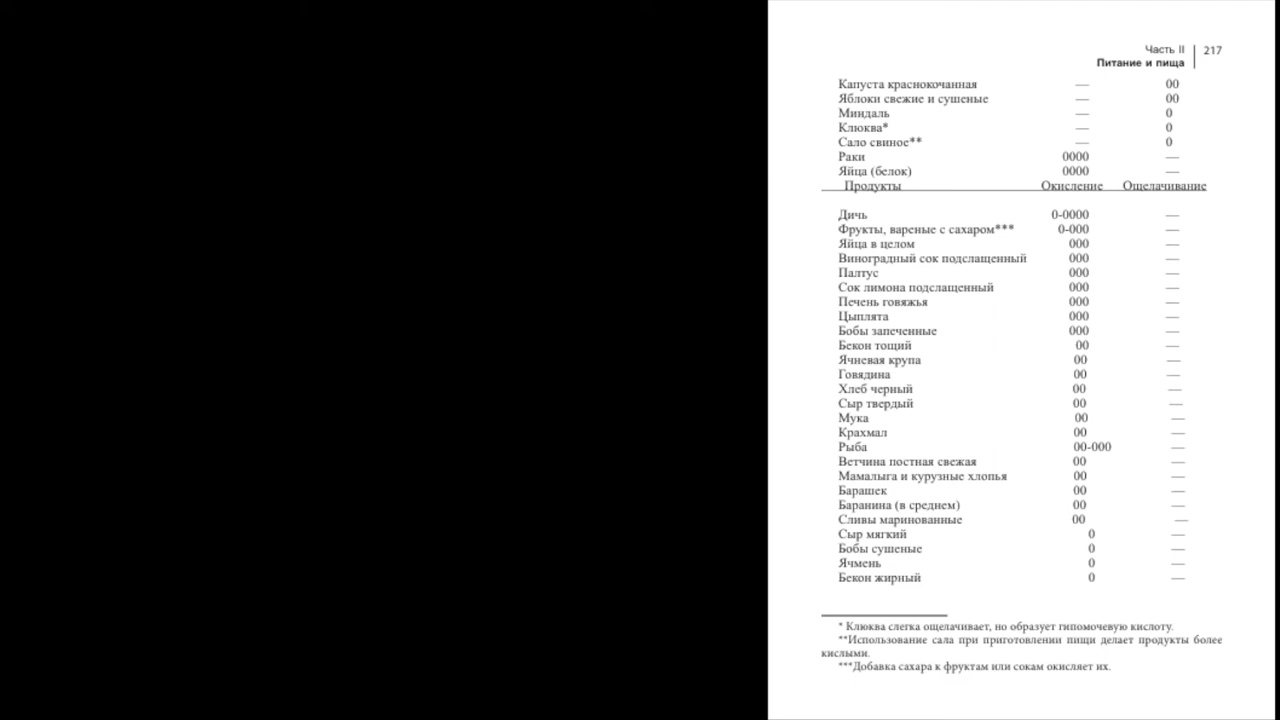 Часть II 217
Питание и пища
Капуста краснокочанная — 00
Яблоки свежие и сушеные — 00
Миндаль — 0
Клюква* — 0
Сало свиное** — 0
Раки 0000 —
Яйца (белок) 0000 —
Продукты Окисление Ощелачивание
Дичь 0-0000 —
Фрукты, вареные с сахаром*** 0-000 —
Яйца в целом 000 —
Виноградный сок подслащенный 000 —
Палтус 000 —
Сок лимона подслащенный 000 —
Печень говяжья 000 —
Цыплята 000 —
Бобы запеченные 000 —
Бекон тощий 00 —
Ячневая крупа 00 —
Говядина 00 —
Хлеб черный 00 —
Сыр твердый 00 —
Мука 00 —
Крахмал 00 —
Рыба 00-000 —
Ветчина постная свежая 00 —
Мамалыга и курузные хлопья 00 —
Барашек 00 —
Баранина (в среднем) 00 —
Сливы маринованные 00 —
Сыр мягкий 0 —
Бобы сушеные 0 —
Ячмень 0 —
Бекон жирный 0 —
* Клюква слегка ощелачивает, но образует гипомочевую кислоту.
**Использование сала при приготовлении пищи делает продукты более
кислыми.
***Добавка сахара к фруктам или сокам окисляет их.